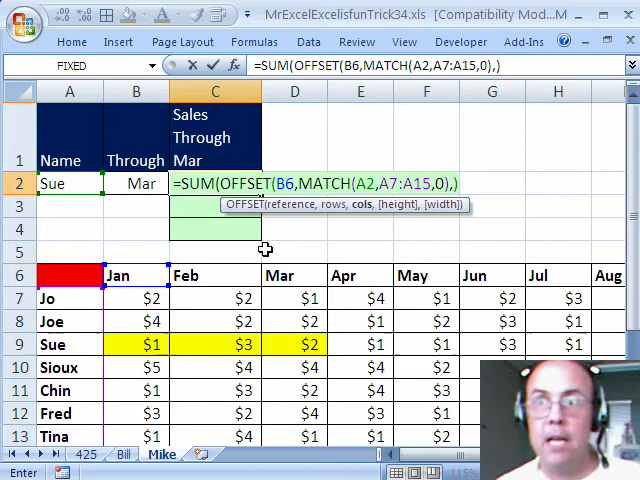 MrExcelExcelisfunTrick34.xls [Compatibility Mod...
Home Insert Page Layout Formulas Data Review View Developer Add-Ins
FIXED =SUM(OFFSET(B6,MATCH(A2,A7:A15,0),)
A B C D E F G H
1 Name Through Sales Through Mar
2 Sue Mar =SUM(OFFSET(B6,MATCH(A2,A7:A15,0),)
OFFSET(reference, rows, cols, [height], [width])
3
4
5
6 Jan Feb Mar Apr May Jun Jul Aug
7 Jo $2 $2 $1 $4 $1 $2 $3
8 Joe $4 $2 $2 $1 $2 $3 $1
9 Sue $1 $3 $2 $1 $1 $3 $1
10 Sioux $5 $4 $4 $4 $2
11 Chin $1 $3 $2 $4 $2
12 Fred $3 $2 $4 $3 $1
13 Tina $1 $4 $1 $1 $2
425 Bill Mike
Enter 115%